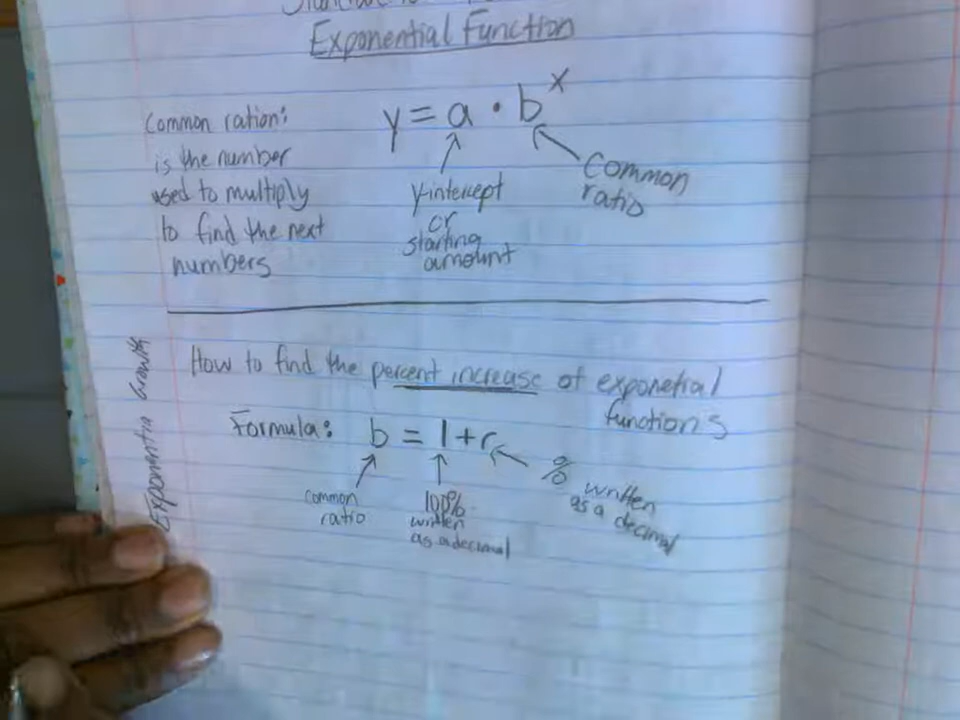 Exponential Function
y = a · b^x
Common ration:
is the number
used to multiply
to find the next
numbers
y-intercept
or
starting
amount
Common
ratio
Exponentia Growth
How to find the percent increase of exponetial
functions
Formula: b = 1+r
common
ratio
100%
written
as a decimal
% written
as a decimal